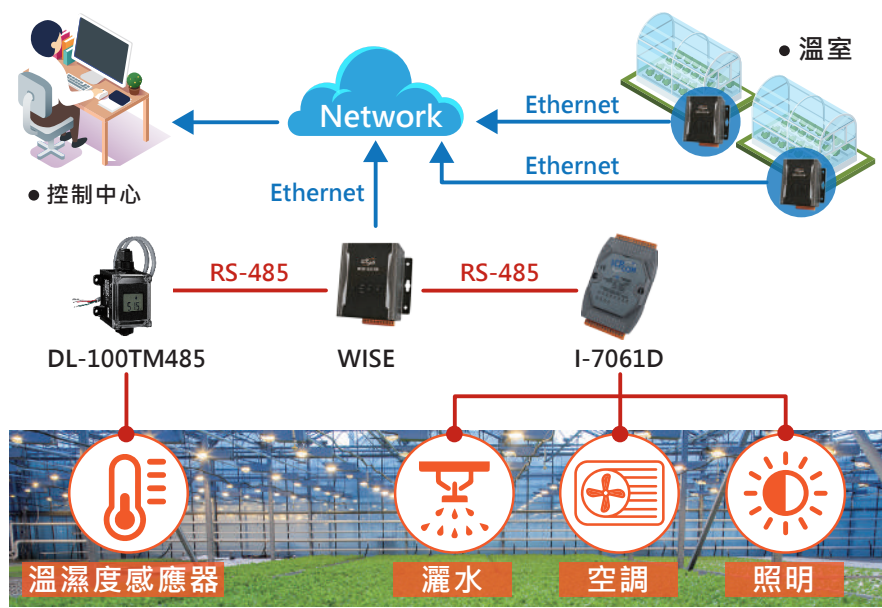 ● 溫室
Ethernet
Network
Ethernet
● 控制中心
Ethernet
RS-485
RS-485
DL-100TM485
WISE
I-7061D
溫濕度感應器
灑水
空調
照明